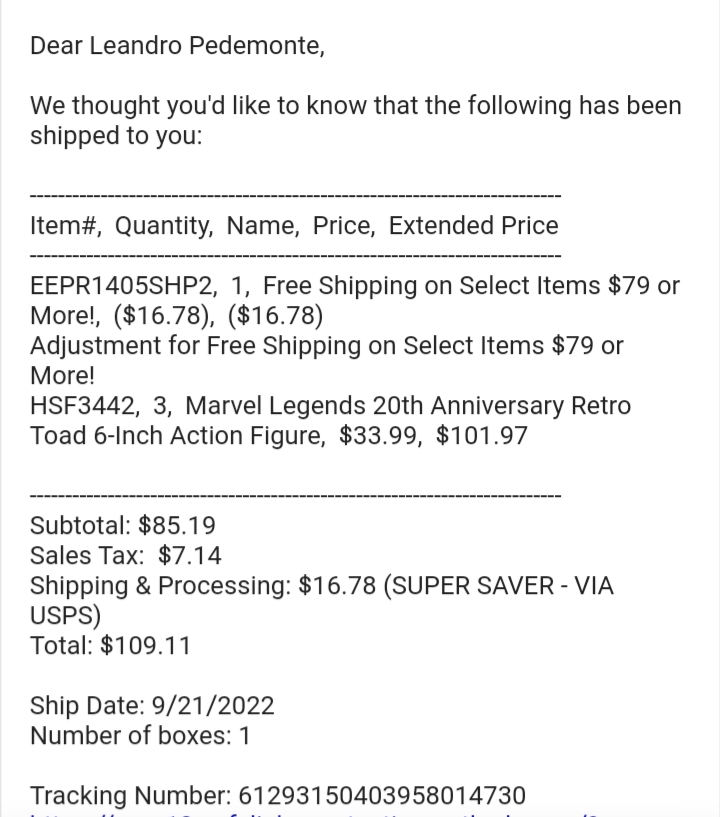 Dear Leandro Pedemonte,
We thought you'd like to know that the following has been
shipped to you:
----------------------------------------------------------------------------
Item#,  Quantity,  Name,  Price,  Extended Price
----------------------------------------------------------------------------
EEPR1405SHP2,  1,  Free Shipping on Select Items $79 or
More!,  ($16.78),  ($16.78)
Adjustment for Free Shipping on Select Items $79 or
More!
HSF3442,  3,  Marvel Legends 20th Anniversary Retro
Toad 6-Inch Action Figure,  $33.99,  $101.97
----------------------------------------------------------------------------
Subtotal: $85.19
Sales Tax:  $7.14
Shipping & Processing: $16.78 (SUPER SAVER - VIA
USPS)
Total: $109.11
Ship Date: 9/21/2022
Number of boxes: 1
Tracking Number: 61293150403958014730